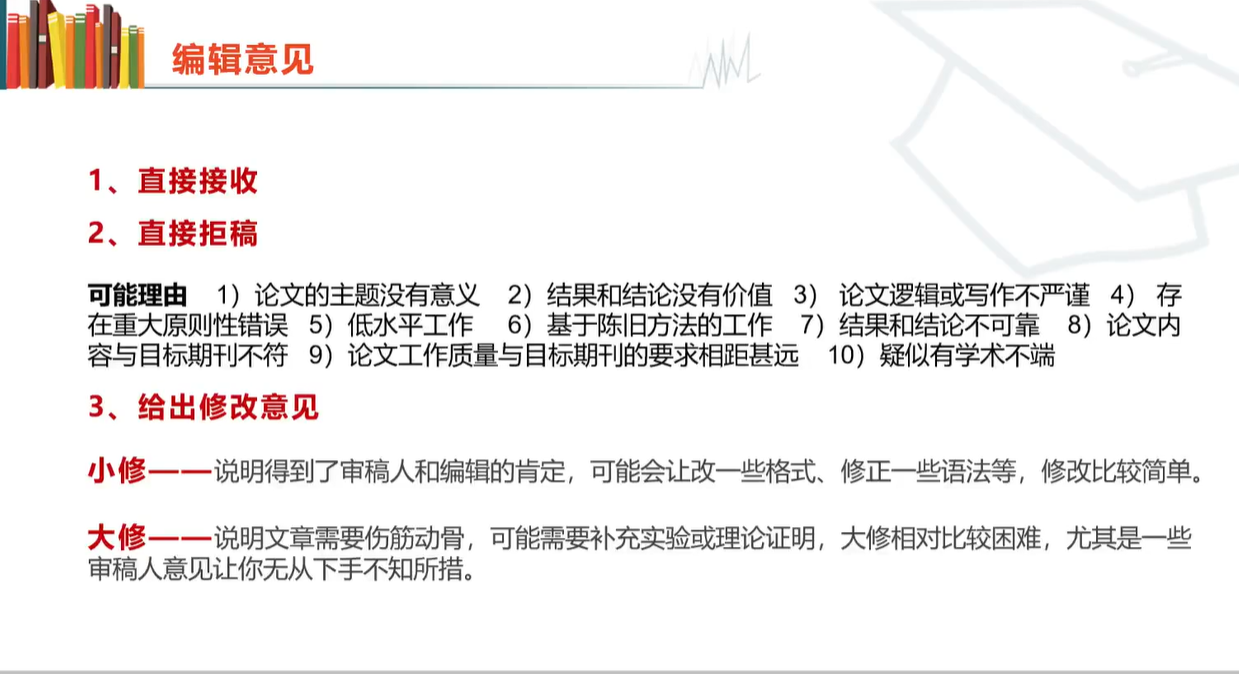 编辑意见
1、直接接收
2、直接拒稿
可能理由 1）论文的主题没有意义 2）结果和结论没有价值 3） 论文逻辑或写作不严谨 4） 存
在重大原则性错误 5）低水平工作 6）基于陈旧方法的工作 7）结果和结论不可靠 8）论文内
容与目标期刊不符 9）论文工作质量与目标期刊的要求相距甚远 10）疑似有学术不端
3、给出修改意见
小修——说明得到了审稿人和编辑的肯定，可能会让改一些格式、修正一些语法等，修改比较简单。
大修——说明文章需要伤筋动骨，可能需要补充实验或理论证明，大修相对比较困难，尤其是一些
审稿人意见让你无从下手不知所措。